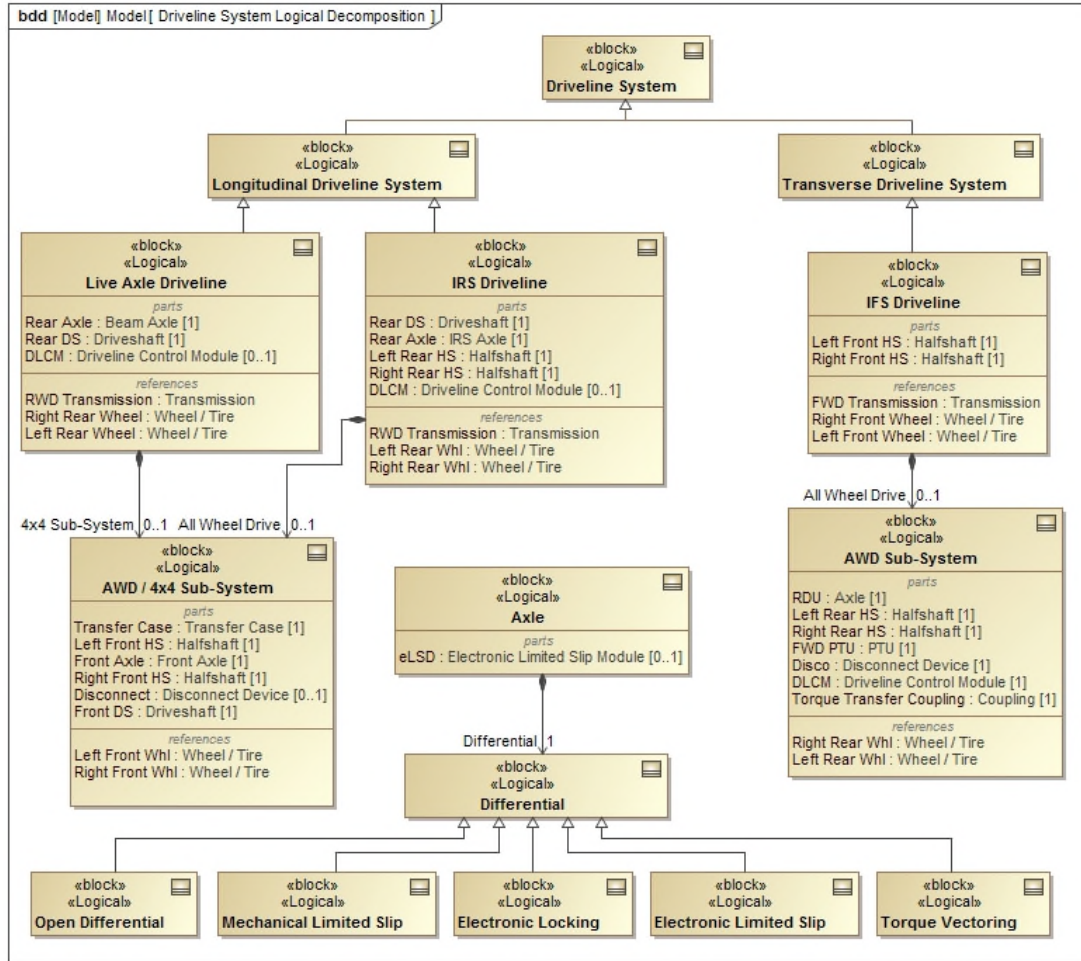 bdd [Model] Model[ Driveline System Logical Decomposition ]
«block»
«Logical»
Driveline System
«block»
«Logical»
Longitudinal Driveline System
«block»
«Logical»
Transverse Driveline System
«block»
«Logical»
Live Axle Driveline
parts
Rear Axle : Beam Axle [1]
Rear DS : Driveshaft [1]
DLCM : Driveline Control Module [0..1]
references
RWD Transmission : Transmission
Right Rear Wheel : Wheel / Tire
Left Rear Wheel : Wheel / Tire
«block»
«Logical»
IRS Driveline
parts
Rear DS : Driveshaft [1]
Rear Axle : IRS Axle [1]
Left Rear HS : Halfshaft [1]
Right Rear HS : Halfshaft [1]
DLCM : Driveline Control Module [0..1]
references
RWD Transmission : Transmission
Left Rear Whl : Wheel / Tire
Right Rear Whl : Wheel / Tire
«block»
«Logical»
IFS Driveline
parts
Left Front HS : Halfshaft [1]
Right Front HS : Halfshaft [1]
references
FWD Transmission : Transmission
Right Front Wheel : Wheel / Tire
Left Front Wheel : Wheel / Tire
4x4 Sub-System 0..1
All Wheel Drive 0..1
All Wheel Drive 0..1
«block»
«Logical»
AWD / 4x4 Sub-System
parts
Transfer Case : Transfer Case [1]
Left Front HS : Halfshaft [1]
Front Axle : Front Axle [1]
Right Front HS : Halfshaft [1]
Disconnect : Disconnect Device [0..1]
Front DS : Driveshaft [1]
references
Left Front Whl : Wheel / Tire
Right Front Whl : Wheel / Tire
«block»
«Logical»
Axle
parts
eLSD : Electronic Limited Slip Module [0..1]
«block»
«Logical»
AWD Sub-System
parts
RDU : Axle [1]
Left Rear HS : Halfshaft [1]
Right Rear HS : Halfshaft [1]
FWD PTU : PTU [1]
Disco : Disconnect Device [1]
DLCM : Driveline Control Module [1]
Torque Transfer Coupling : Coupling [1]
references
Right Rear Whl : Wheel / Tire
Left Rear Whl : Wheel / Tire
Differential 1
«block»
«Logical»
Differential
«block»
«Logical»
Open Differential
«block»
«Logical»
Mechanical Limited Slip
«block»
«Logical»
Electronic Locking
«block»
«Logical»
Electronic Limited Slip
«block»
«Logical»
Torque Vectoring